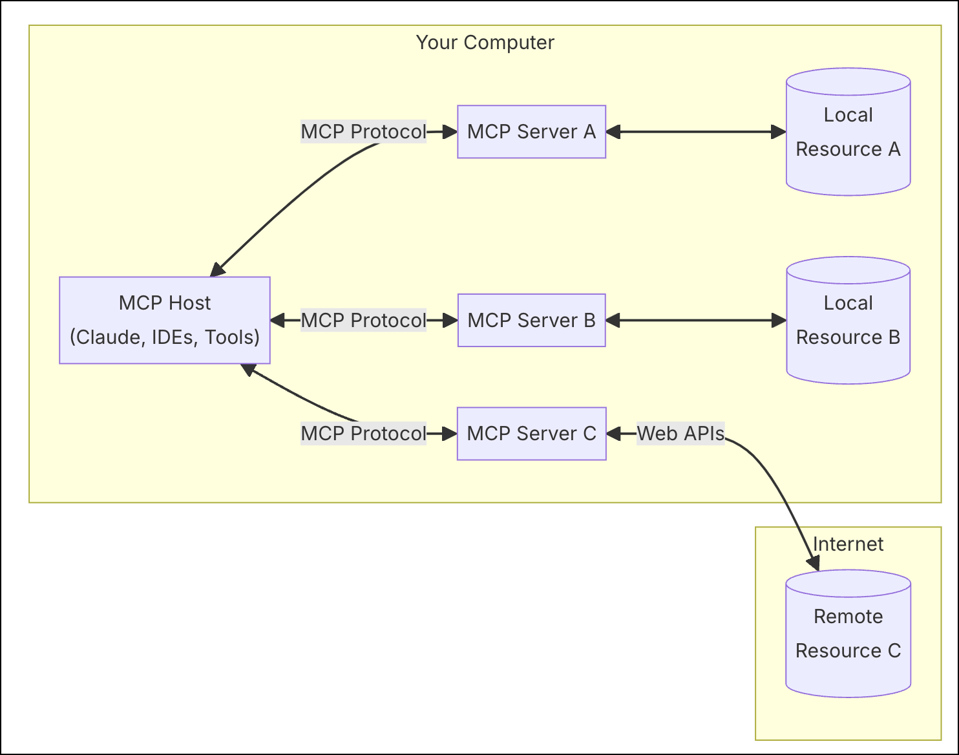 Your Computer
MCP Protocol
MCP Server A
Local
Resource A
MCP Host
(Claude, IDEs, Tools)
MCP Protocol
MCP Server B
Local
Resource B
MCP Protocol
MCP Server C
Web APIs
Internet
Remote
Resource C